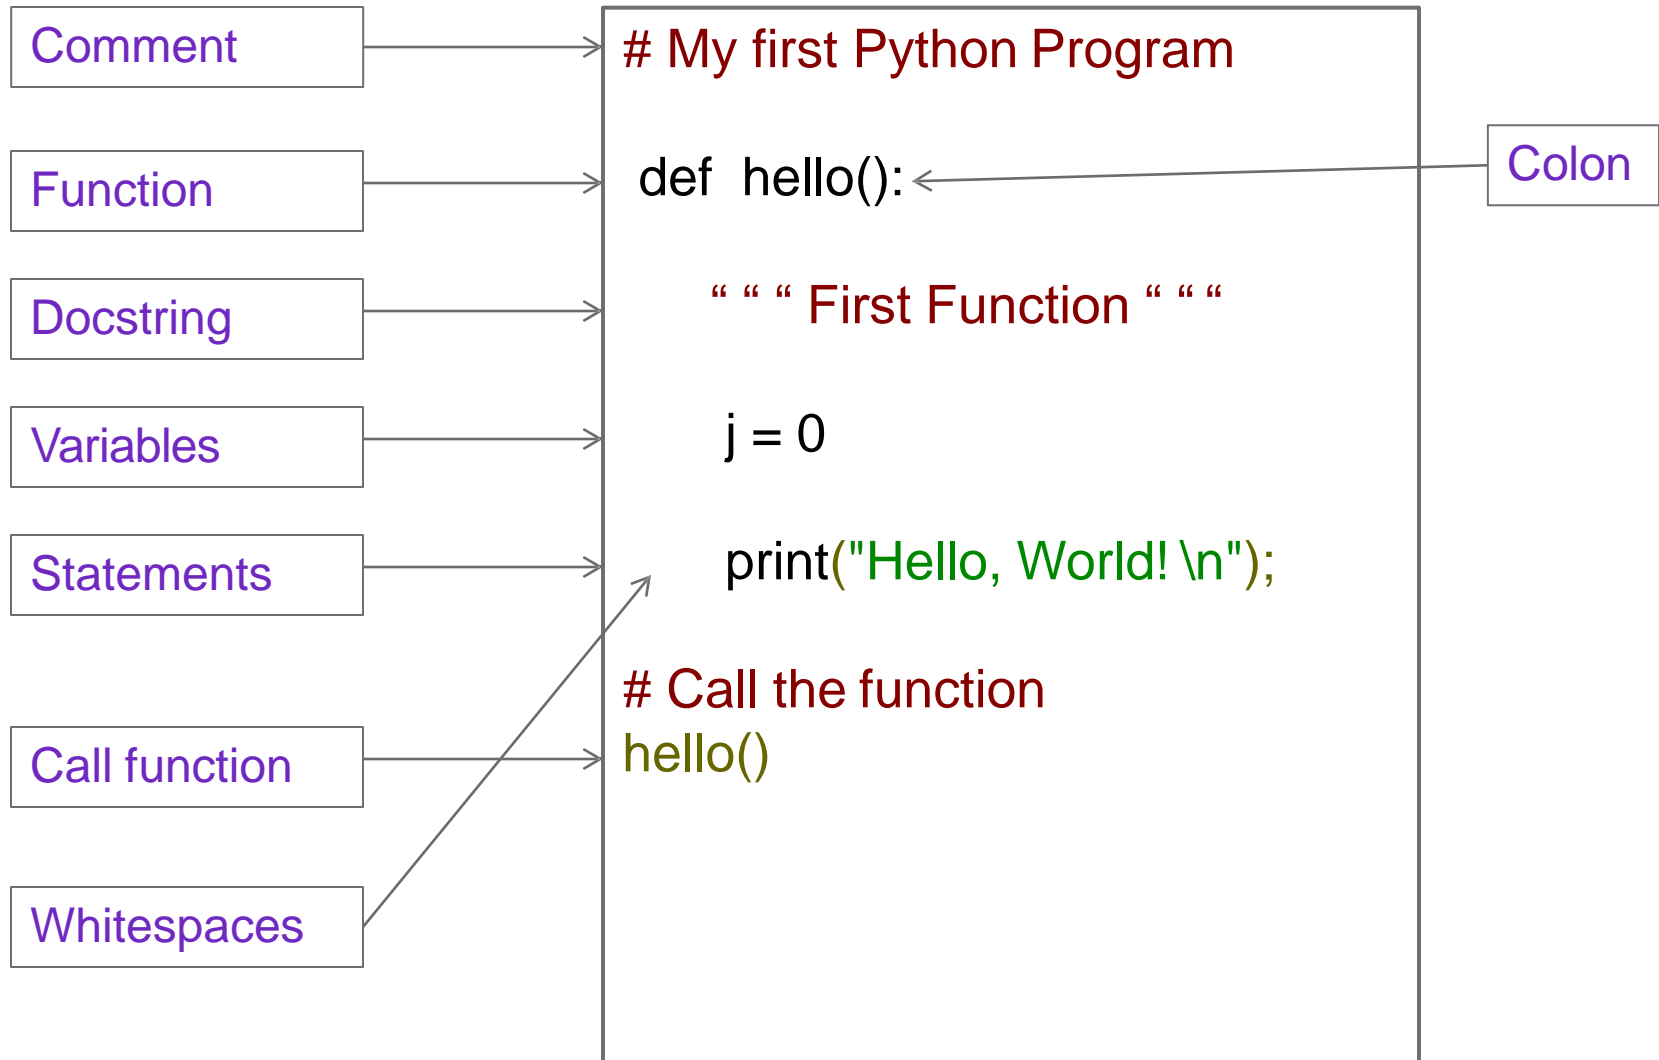 Comment
# My first Python Program
Function
def hello():
Colon
Docstring
“ “ “ First Function “ “ “
Variables
j = 0
Statements
print("Hello, World! \n");
# Call the function
Call function
hello()
Whitespaces